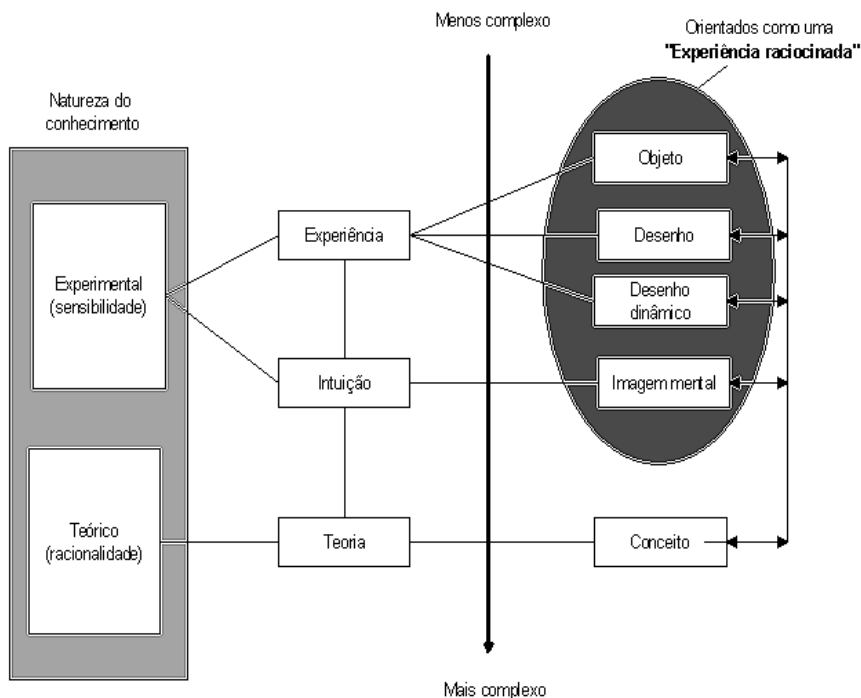 Menos complexo
Orientados como uma
"Experiência raciocinada"
Natureza do
conhecimento
Objeto
Experiência
Desenho
Experimental
(sensibilidade)
Desenho
dinâmico
Intuição
Imagem mental
Teórico
(racionalidade)
Teoria
Conceito
Mais complexo